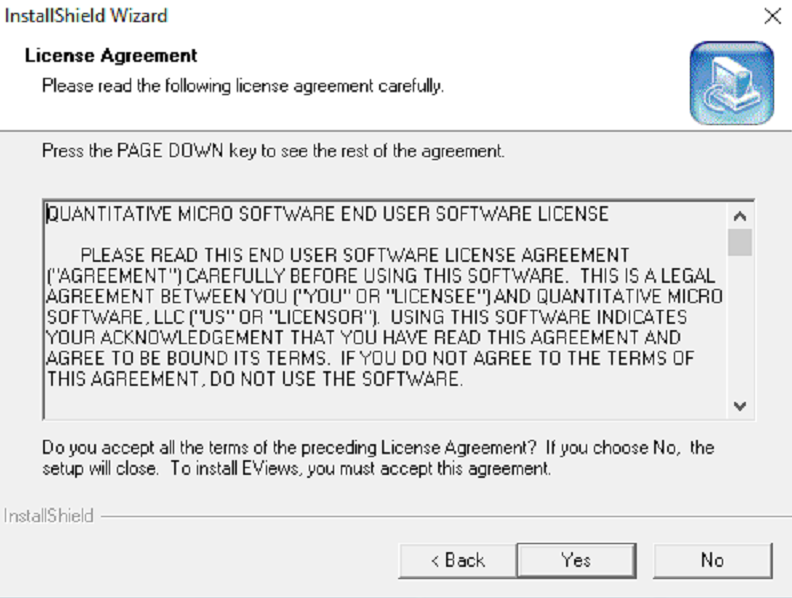 InstallShield Wizard
License Agreement
Please read the following license agreement carefully.
Press the PAGE DOWN key to see the rest of the agreement.
QUANTITATIVE MICRO SOFTWARE END USER SOFTWARE LICENSE
PLEASE READ THIS END USER SOFTWARE LICENSE AGREEMENT
("AGREEMENT") CAREFULLY BEFORE USING THIS SOFTWARE.  THIS IS A LEGAL
AGREEMENT BETWEEN YOU ("YOU" OR "LICENSEE") AND QUANTITATIVE MICRO
SOFTWARE, LLC ("US" OR "LICENSOR").  USING THIS SOFTWARE INDICATES
YOUR ACKNOWLEDGEMENT THAT YOU HAVE READ THIS AGREEMENT AND
AGREE TO BE BOUND ITS TERMS.  IF YOU DO NOT AGREE TO THE TERMS OF
THIS AGREEMENT, DO NOT USE THE SOFTWARE.
Do you accept all the terms of the preceding License Agreement?  If you choose No,  the
setup will close.  To install EViews, you must accept this agreement.
InstallShield
< Back
Yes
No